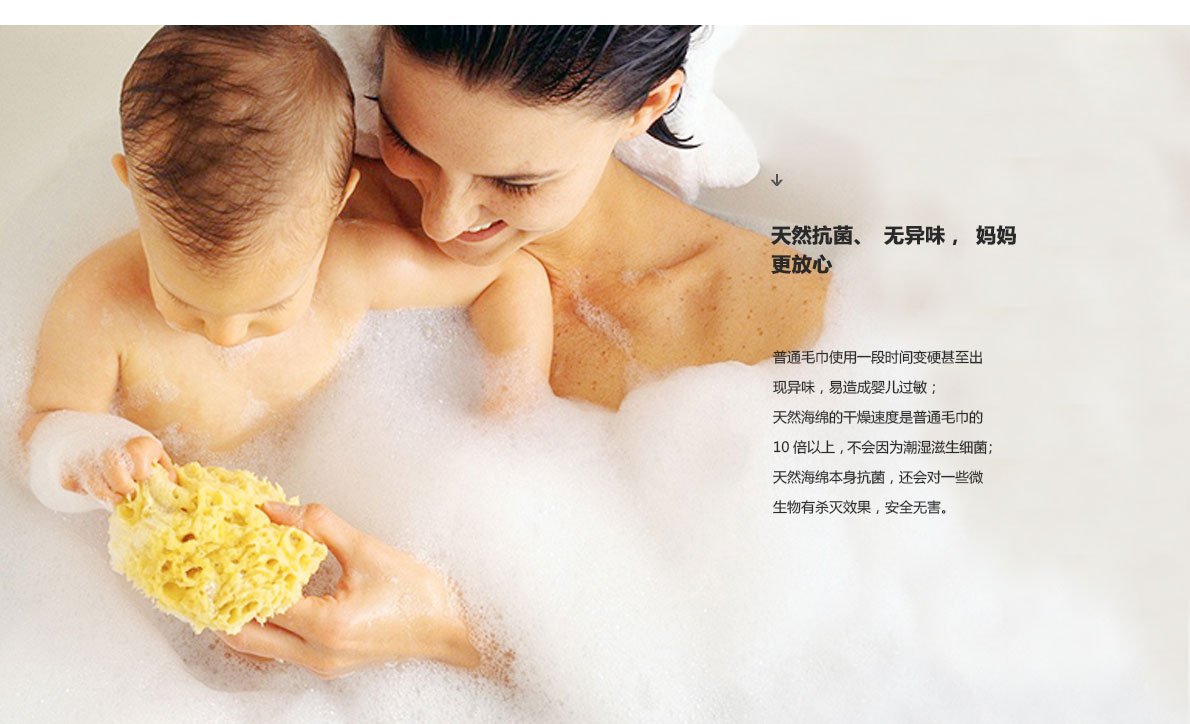 天然抗菌、 无异味， 妈妈
更放心
普通毛巾使用一段时间变硬甚至出
现异味，易造成婴儿过敏；
天然海绵的干燥速度是普通毛巾的
10 倍以上，不会因为潮湿滋生细菌；
天然海绵本身抗菌，还会对一些微
生物有杀灭效果，安全无害。